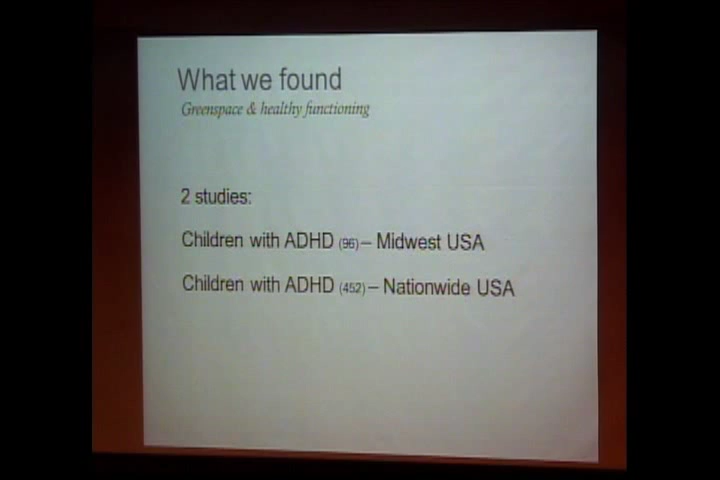 What we found
Greenspace & healthy functioning
2 studies:
Children with ADHD (96) – Midwest USA
Children with ADHD (452) – Nationwide USA